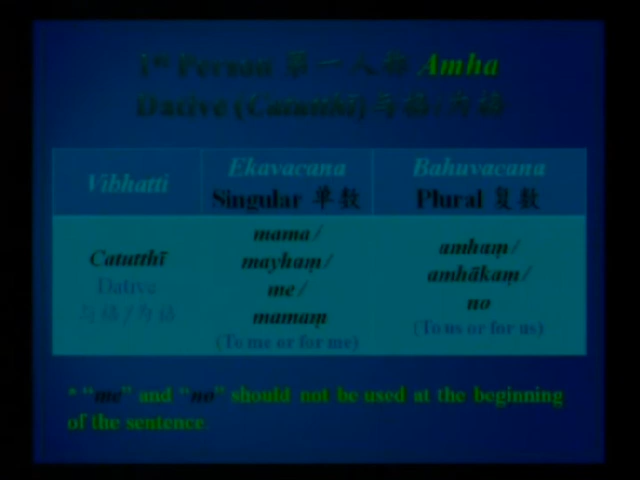 1st Person 第一人称 Amha
Dative (Catutthī) 与格/为格
Vibhatti
Ekavacana
Singular 单数
Bahuvacana
Plural 复数
Catutthī
Dative
与格/为格
mama/
mayhaṃ/
me/
mamaṃ
(To me or for me)
amhaṃ/
amhākaṃ/
no
(To us or for us)
* "me" and "no" should not be used at the beginning
of the sentence.